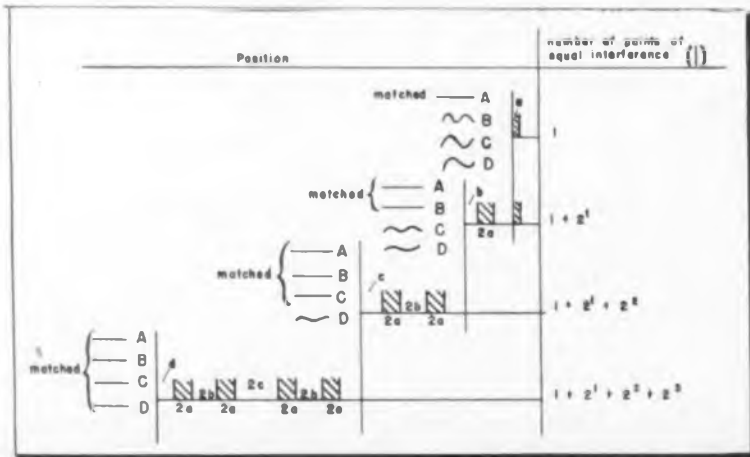 number of points of
Position equal interference (|)
matched — A a
B
C 1
D
matched { A b
B
C 2a 1 + 2¹
D
matched { A c
B
C 2b
D 2a 2a 1 + 2¹ + 2²
matched { A d
B
C 2b 2c 2b
D 2a 2a 2a 2a 1 + 2¹ + 2² + 2³